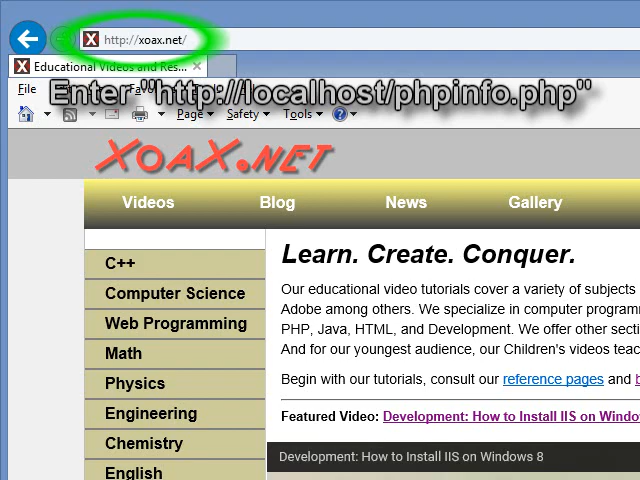 http://xoax.net/
Educational Videos and Res...
Enter "http://localhost/phpinfo.php"
File
Page Safety Tools
XoaX.net
Videos Blog News Gallery
C++
Computer Science
Web Programming
Math
Physics
Engineering
Chemistry
English
Learn. Create. Conquer.
Our educational video tutorials cover a variety of subjects
Adobe among others. We specialize in computer program
PHP, Java, HTML, and Development. We offer other secti
And for our youngest audience, our Children's videos teac
Begin with our tutorials, consult our reference pages and b
Featured Video: Development: How to Install IIS on Windo
Development: How to Install IIS on Windows 8